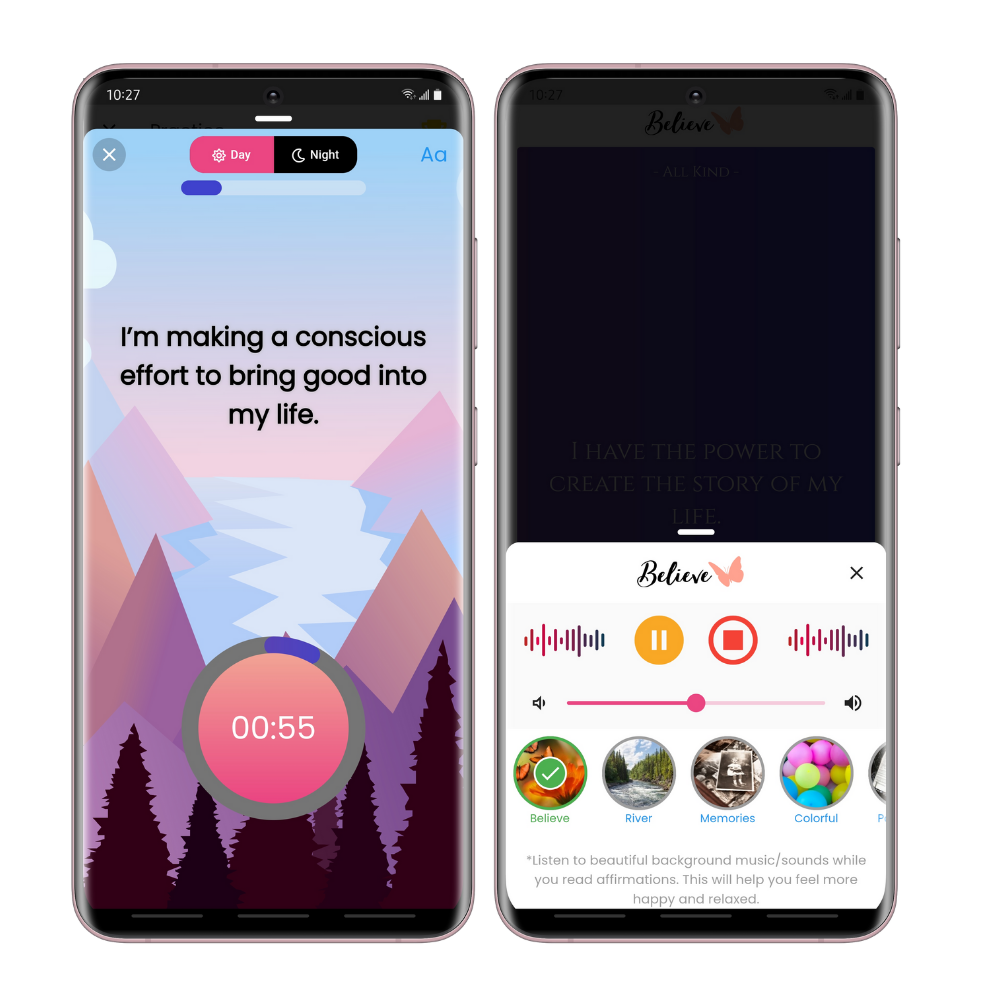 10:27
Practice
Day
Night
Aa
I'm making a conscious
effort to bring good into
my life.
00:55
10:27
Believe
- All Kind -
I HAVE THE POWER TO
CREATE THE STORY OF MY
LIFE.
Believe
Believe
River
Memories
Colorful
*Listen to beautiful background music/sounds while
you read affirmations. This will help you feel more
happy and relaxed.